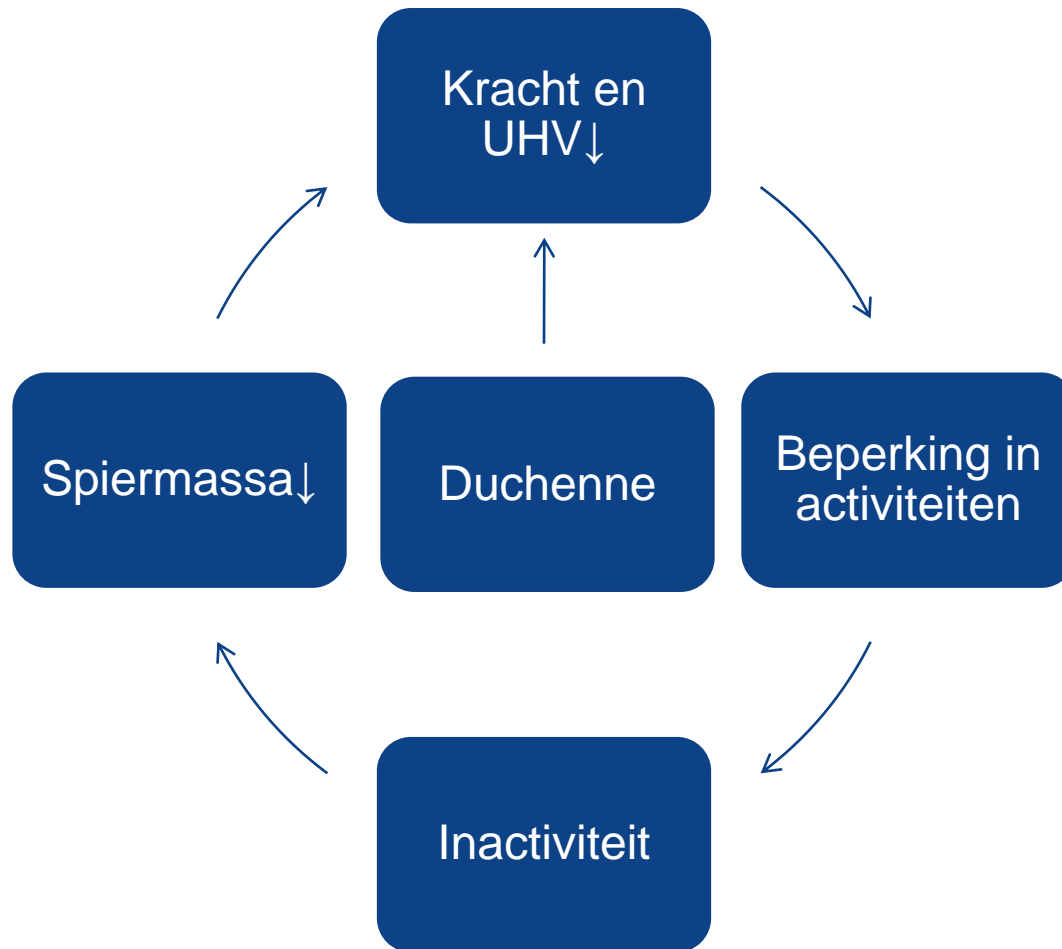 Kracht en
UHV↓
Spiermassa↓
Duchenne
Beperking in
activiteiten
Inactiviteit